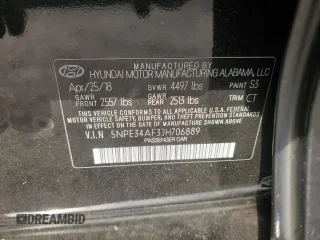 MANUFACTURED BY
HYUNDAI MOTOR MANUFACTURING ALABAMA, LLC
Apr/25/18 GVWR 4497 lbs PAINT S3
GAWR FRONT 2557 lbs GAWR REAR 2513 lbs TRIM CT
THIS VEHICLE CONFORMS TO ALL APPLICABLE U.S.A. FEDERAL
MOTOR VEHICLE SAFETY, BUMPER, AND THEFT PREVENTION
STANDARDS IN EFFECT ON THE DATE OF MANUFACTURE
SHOWN ABOVE.
V.I.N 5NPE34AF3JH706889
PASSENGER CAR
DIAMONDBID